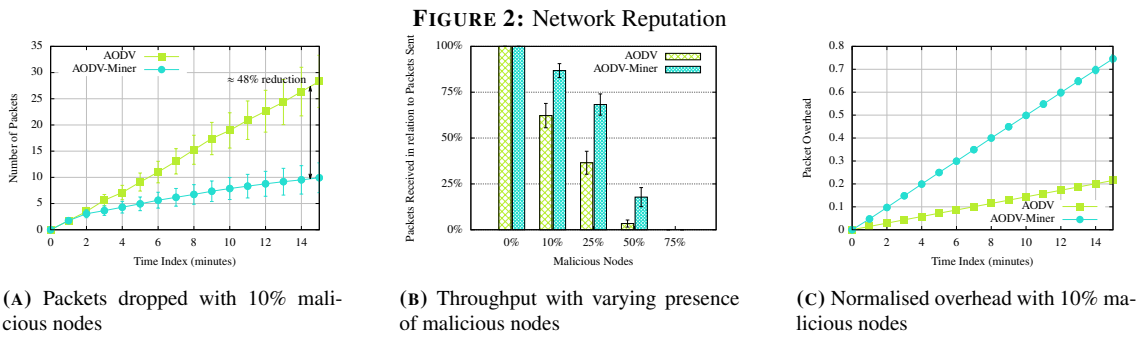 FIGURE 2: Network Reputation
35
30
25
20
15
10
5
0
0 2 4 6 8 10 12 14
Number of Packets
Time Index (minutes)
AODV
AODV-Miner
≈ 48% reduction
(A) Packets dropped with 10% mali-
cious nodes
100%
75%
50%
25%
0%
0% 10% 25% 50% 75%
Packets Received in relation to Packets Sent
Malicious Nodes
AODV
AODV-Miner
(B) Throughput with varying presence
of malicious nodes
0.8
0.7
0.6
0.5
0.4
0.3
0.2
0.1
0
0 2 4 6 8 10 12 14
Packet Overhead
Time Index (minutes)
AODV
AODV-Miner
(C) Normalised overhead with 10% ma-
licious nodes